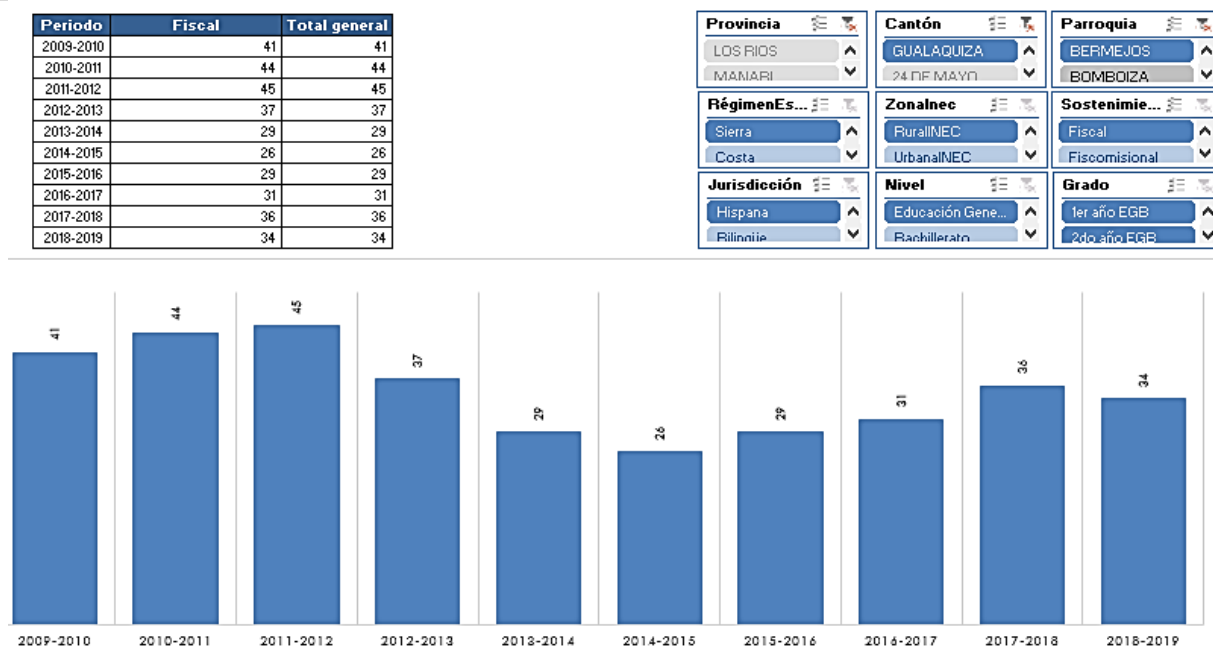 Periodo Fiscal Total general
2009-2010 41 41
2010-2011 44 44
2011-2012 45 45
2012-2013 37 37
2013-2014 29 29
2014-2015 26 26
2015-2016 29 29
2016-2017 31 31
2017-2018 36 36
2018-2019 34 34
Provincia Cantón Parroquia
LOS RIOS GUALAQUIZA BERMEJOS
MANABI 24 DE MAYO BOMBOIZA
RégimenEs... ZonaInec Sostenimie...
Sierra RuralINEC Fiscal
Costa UrbanaINEC Fiscomisional
Jurisdicción Nivel Grado
Hispana Educación Gene... 1er año EGB
Bilingüe Bachillerato 2do año EGB
41 44 45 37 29 26 29 31 36 34
2009-2010 2010-2011 2011-2012 2012-2013 2013-2014 2014-2015 2015-2016 2016-2017 2017-2018 2018-2019